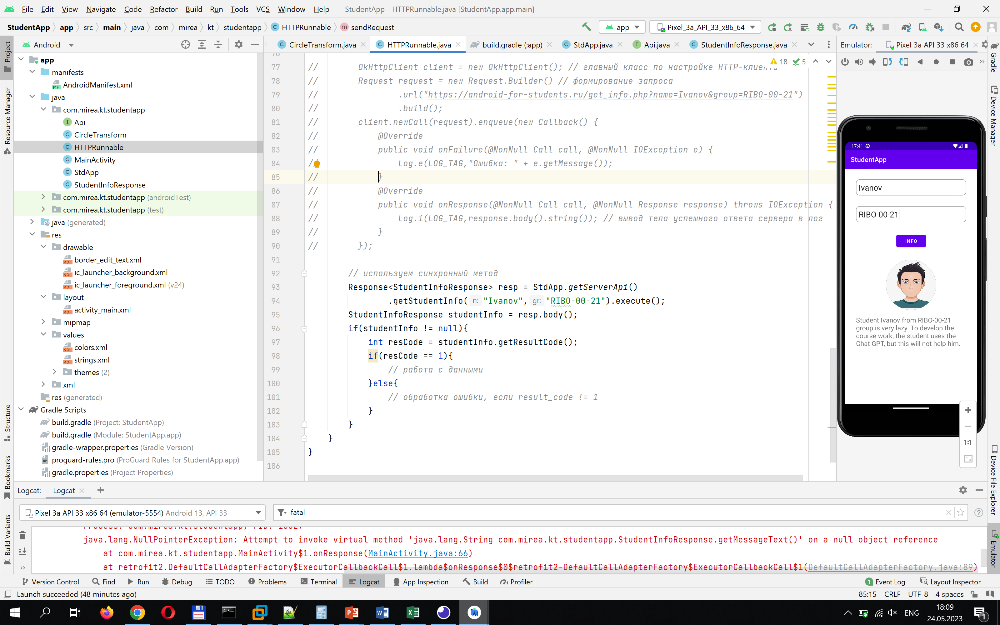 File Edit View Navigate Code Refactor Build Run Tools VCS Window Help StudentApp - HTTPRunnable.java [StudentApp.app.main]
StudentApp app src main java com mirea kt studentapp HTTPRunnable sendRequest app Pixel_3a_API_33_x86_64
Android
CircleTransform.java HTTPRunnable.java build.gradle (:app) StdApp.java Api.java StudentInfoResponse.java
Emulator: Pixel 3a API 33 x86 64
Project
Resource Manager
Structure
Bookmarks
Build Variants
app
manifests
AndroidManifest.xml
java
com.mirea.kt.studentapp
Api
CircleTransform
HTTPRunnable
MainActivity
StdApp
StudentInfoResponse
com.mirea.kt.studentapp (androidTest)
com.mirea.kt.studentapp (test)
java (generated)
res
drawable
border_edit_text.xml
ic_launcher_background.xml
ic_launcher_foreground.xml (v24)
layout
activity_main.xml
mipmap
values
colors.xml
strings.xml
themes (2)
xml
res (generated)
Gradle Scripts
build.gradle (Project: StudentApp)
build.gradle (Module: StudentApp.app)
gradle-wrapper.properties (Gradle Version)
proguard-rules.pro (ProGuard Rules for StudentApp.app)
gradle.properties (Project Properties)
18 5
76
77 // OkHttpClient client = new OkHttpClient(); // главный класс по настройке HTTP-клиента
78 // Request request = new Request.Builder() // формирование запроса
79 // .url("https://android-for-students.ru/get_info.php?name=Ivanov&group=RIBO-00-21")
80 // .build();
81 // client.newCall(request).enqueue(new Callback() {
82 // @Override
83 // public void onFailure(@NonNull Call call, @NonNull IOException e) {
84 // Log.e(LOG_TAG,"Ошибка: " + e.getMessage());
85 // }
86 // @Override
87 // public void onResponse(@NonNull Call call, @NonNull Response response) throws IOException {
88 // Log.i(LOG_TAG,response.body().string()); // вывод тела успешного ответа сервера в лог
89 // }
90 // });
91
92 // используем синхронный метод
93 Response<StudentInfoResponse> resp = StdApp.getServerApi()
94 .getStudentInfo( n: "Ivanov", gr: "RIBO-00-21").execute();
95 StudentInfoResponse studentInfo = resp.body();
96 if(studentInfo != null){
97 int resCode = studentInfo.getResultCode();
98 if(resCode == 1){
99 // работа с данными
100 }else{
101 // обработка ошибки, если result_code != 1
102 }
103 }
104 }
105 }
106
17:41
StudentApp
Ivanov
RIBO-00-21
INFO
Student Ivanov from RIBO-00-21
group is very lazy. To develop the
course work, the student uses the
Chat GPT, but this will not help him.
1:1
Gradle
Device Manager
Device File Explorer
Emulator
Logcat: Logcat
Pixel 3a API 33 x86 64 (emulator-5554) Android 13, API 33 fatal
java.lang.NullPointerException: Attempt to invoke virtual method 'java.lang.String com.mirea.kt.studentapp.StudentInfoResponse.getMessageText()' on a null object reference
at com.mirea.kt.studentapp.MainActivity$1.onResponse(MainActivity.java:66)
at retrofit2.DefaultCallAdapterFactory$ExecutorCallbackCall$1.lambda$onResponse$0$retrofit2-DefaultCallAdapterFactory$ExecutorCallbackCall$1(DefaultCallAdapterFactory.java:89)
Version Control Find Run Debug TODO Problems Terminal Logcat App Inspection Build Profiler 1 Event Log Layout Inspector
Launch succeeded (48 minutes ago) 85:15 CRLF UTF-8 4 spaces
ENG
18:09
24.05.2023
1